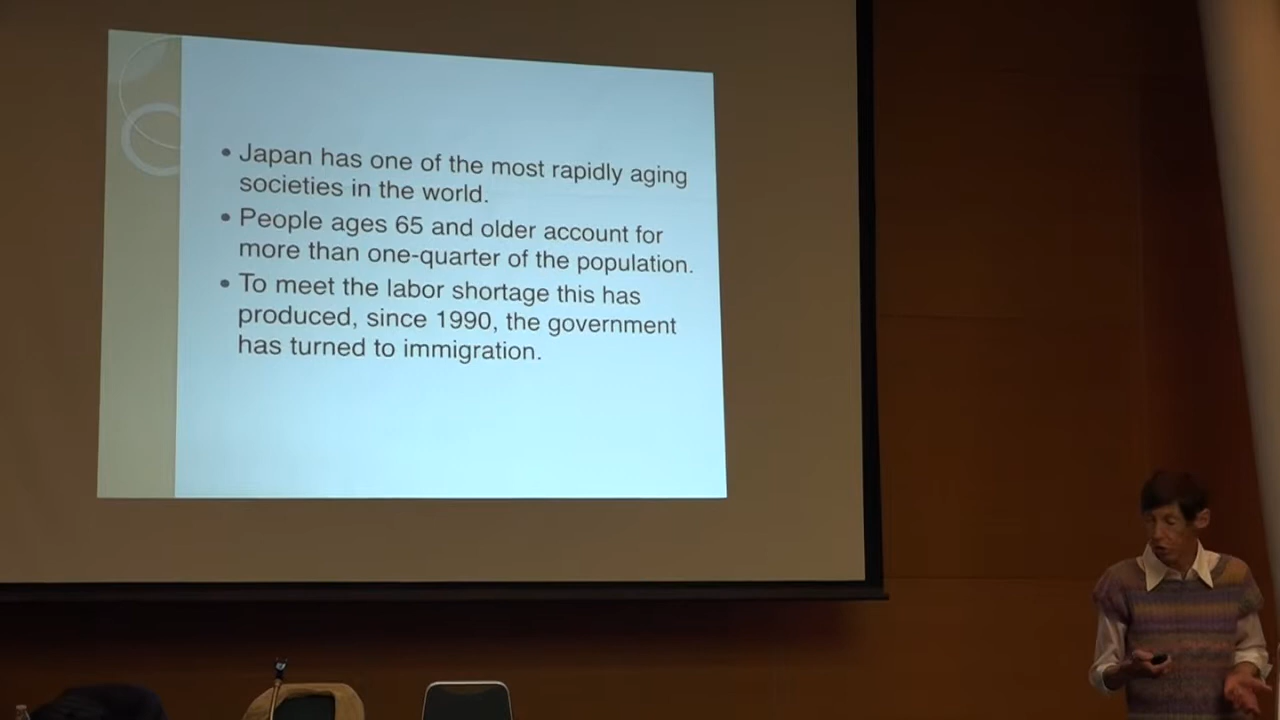 • Japan has one of the most rapidly aging
societies in the world.
• People ages 65 and older account for
more than one-quarter of the population.
• To meet the labor shortage this has
produced, since 1990, the government
has turned to immigration.